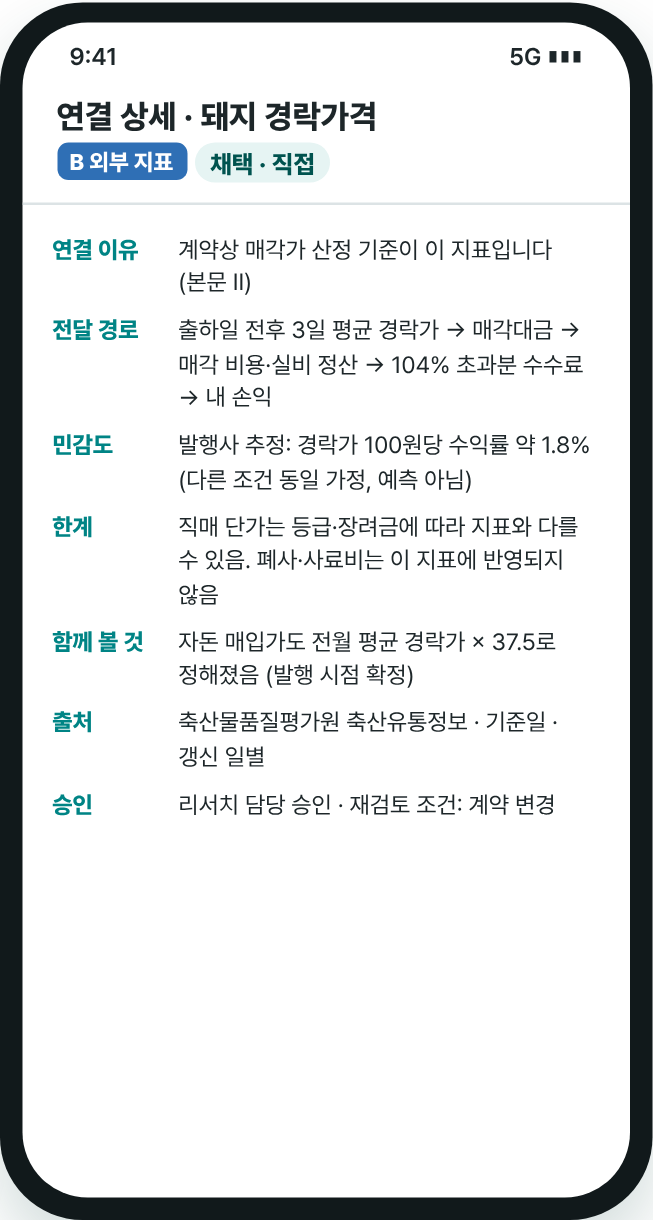 9:41
5G
연결 상세 · 돼지 경락가격
B 외부 지표
채택 · 직접
연결 이유
계약상 매각가 산정 기준이 이 지표입니다
(본문 II)
전달 경로
출하일 전후 3일 평균 경락가 → 매각대금 →
매각 비용·실비 정산 → 104% 초과분 수수료
→ 내 손익
민감도
발행사 추정: 경락가 100원당 수익률 약 1.8%
(다른 조건 동일 가정, 예측 아님)
한계
직매 단가는 등급·장려금에 따라 지표와 다를
수 있음. 폐사·사료비는 이 지표에 반영되지
않음
함께 볼 것
자돈 매입가도 전월 평균 경락가 × 37.5로
정해졌음 (발행 시점 확정)
출처
축산물품질평가원 축산유통정보 · 기준일 ·
갱신 일별
승인
리서치 담당 승인 · 재검토 조건: 계약 변경